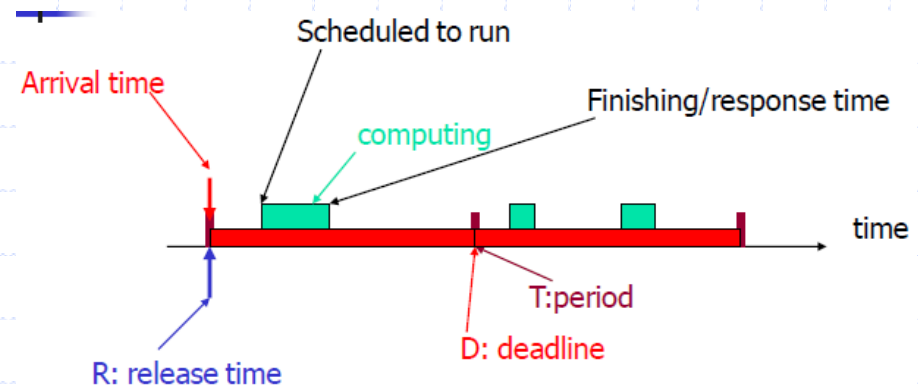 Scheduled to run
Arrival time
Finishing/response time
computing
time
T:period
D: deadline
R: release time